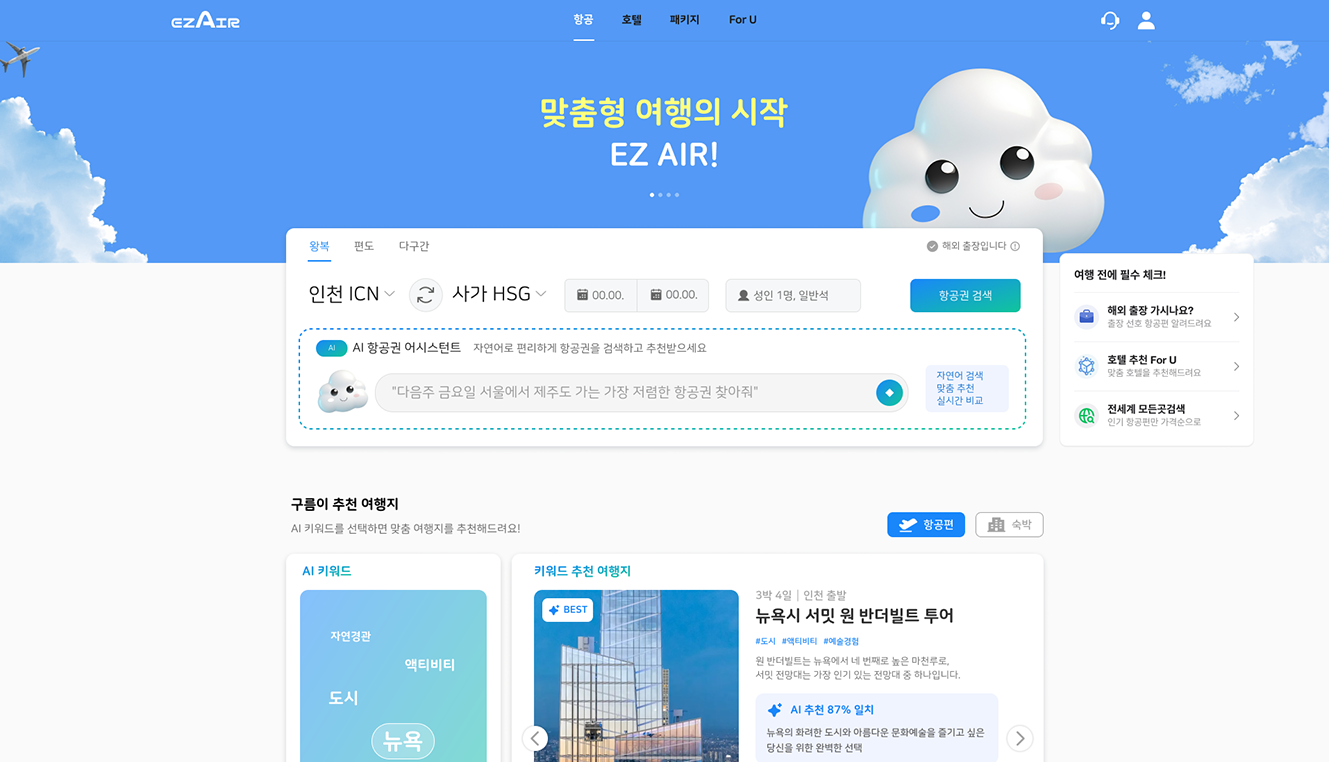 EZAIR
항공 호텔 패키지 For U
맞춤형 여행의 시작
EZ AIR!
왕복 편도 다구간
해외 출장입니다
인천 ICN
사가 HSG
00.00.
00.00.
성인 1명, 일반석
항공권 검색
AI
AI 항공권 어시스턴트
자연어로 편리하게 항공권을 검색하고 추천받으세요
"다음주 금요일 서울에서 제주도 가는 가장 저렴한 항공권 찾아줘"
자연어 검색
맞춤 추천
실시간 비교
여행 전에 필수 체크!
해외 출장 가시나요?
출장 선호 항공편 알려드려요
호텔 추천 For U
맞춤 호텔을 추천해드려요
전세계 모든곳검색
인기 항공편만 가격순으로
구름이 추천 여행지
AI 키워드를 선택하면 맞춤 여행지를 추천해드려요!
항공편
숙박
AI 키워드
자연경관
액티비티
도시
뉴욕
키워드 추천 여행지
BEST
3박 4일 | 인천 출발
뉴욕시 서밋 원 반더빌트 투어
#도시 #액티비티 #예술경험
원 반더빌트는 뉴욕에서 네 번째로 높은 마천루로,
서밋 전망대는 가장 인기 있는 전망대 중 하나입니다.
AI 추천 87% 일치
뉴욕의 화려한 도시와 아름다운 문화예술을 즐기고 싶은
당신을 위한 완벽한 선택